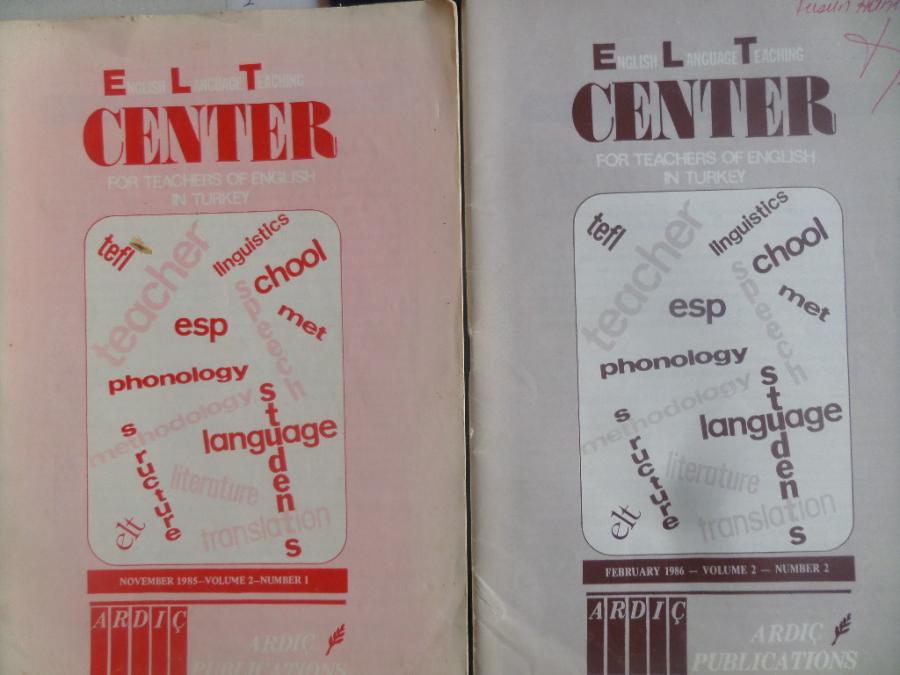 ENGLISH LANGUAGE TEACHING
CENTER
FOR TEACHERS OF ENGLISH
IN TURKEY
tefl
teacher
linguistics
chool
speech
esp
met
phonology
methodology
students
language
structure
literature
elt
translation
NOVEMBER 1985-VOLUME 2-NUMBER 1
ARDIÇ
ARDIÇ
PUBLICATIONS
ENGLISH LANGUAGE TEACHING
CENTER
FOR TEACHERS OF ENGLISH
IN TURKEY
tefl
teacher
linguistics
chool
speech
esp
met
phonology
methodology
students
language
structure
literature
elt
translation
FEBRUARY 1986 — VOLUME 2 — NUMBER 2
ARDIÇ
ARDIÇ
PUBLICATIONS